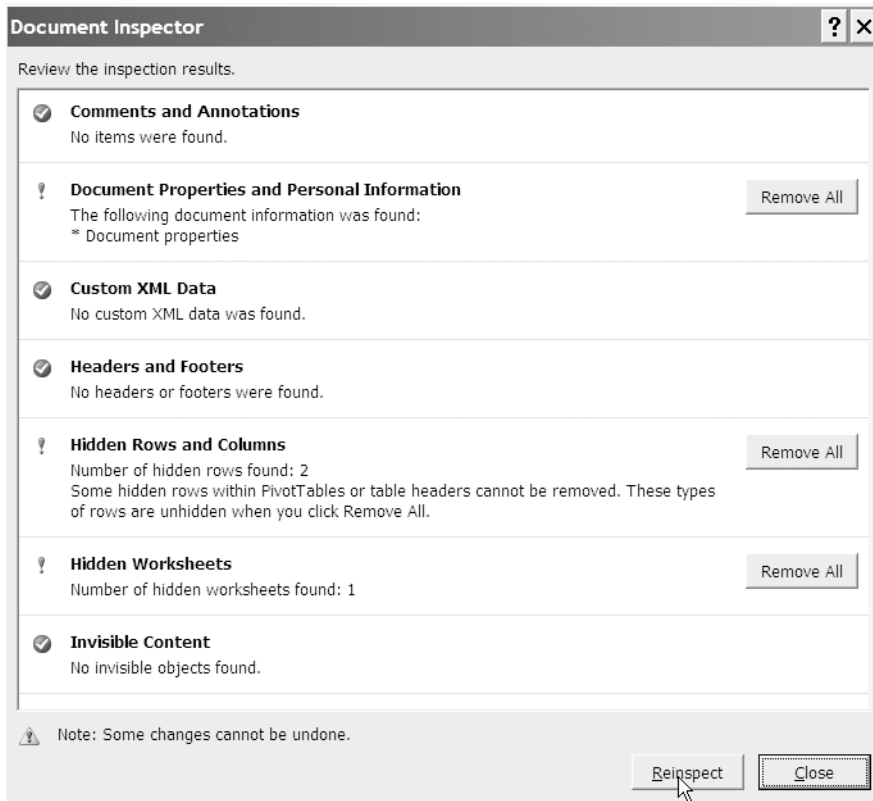 Document Inspector
Review the inspection results.
Comments and Annotations
No items were found.
Document Properties and Personal Information
Remove All
The following document information was found:
* Document properties
Custom XML Data
No custom XML data was found.
Headers and Footers
No headers or footers were found.
Hidden Rows and Columns
Remove All
Number of hidden rows found: 2
Some hidden rows within PivotTables or table headers cannot be removed. These types
of rows are unhidden when you click Remove All.
Hidden Worksheets
Remove All
Number of hidden worksheets found: 1
Invisible Content
No invisible objects found.
Note: Some changes cannot be undone.
Reinspect Close